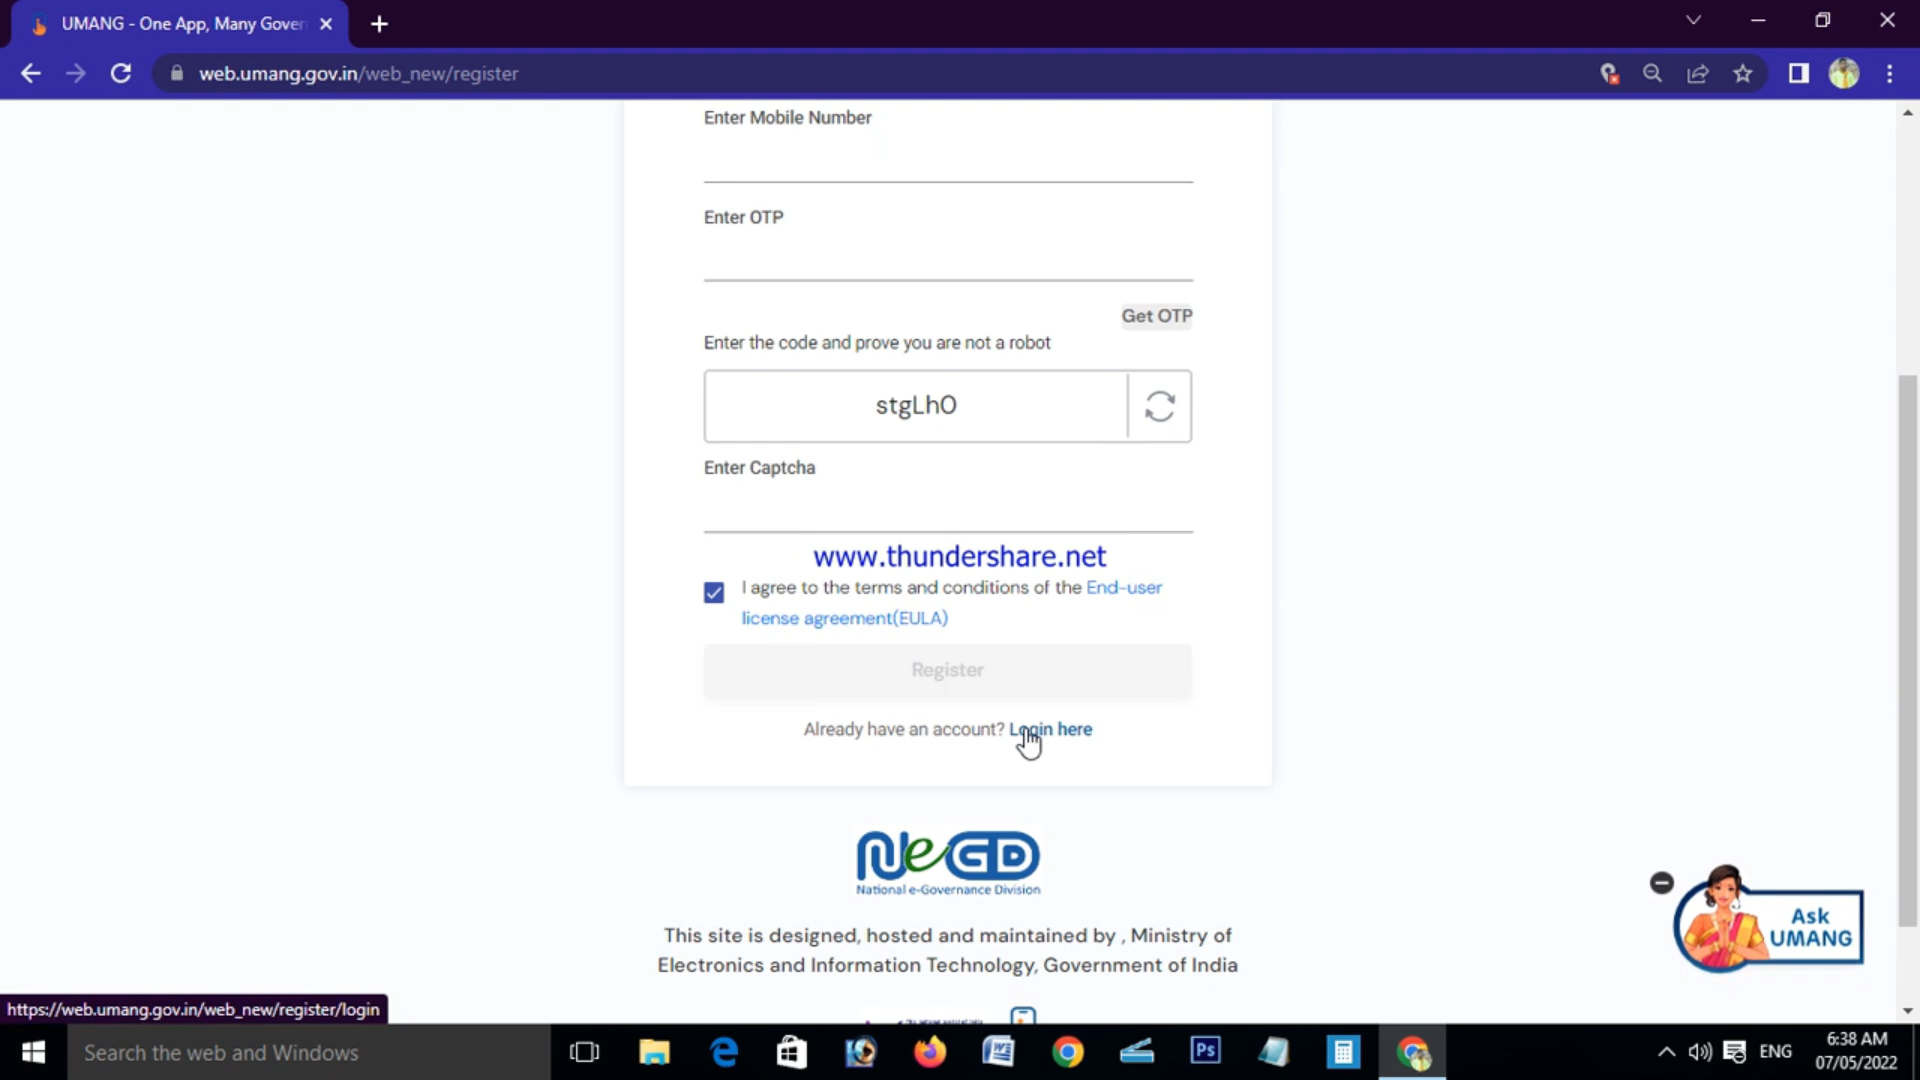 UMANG - One App, Many Gover
web.umang.gov.in/web_new/register
Enter Mobile Number
Enter OTP
Get OTP
Enter the code and prove you are not a robot
stgLhO
Enter Captcha
www.thundershare.net
I agree to the terms and conditions of the End-user
license agreement(EULA)
Register
Already have an account? Login here
NeGD
National e-Governance Division
Ask
UMANG
This site is designed, hosted and maintained by , Ministry of
Electronics and Information Technology, Government of India
https://web.umang.gov.in/web_new/register/login
Search the web and Windows
Ps
ENG
6:38 AM
07/05/2022